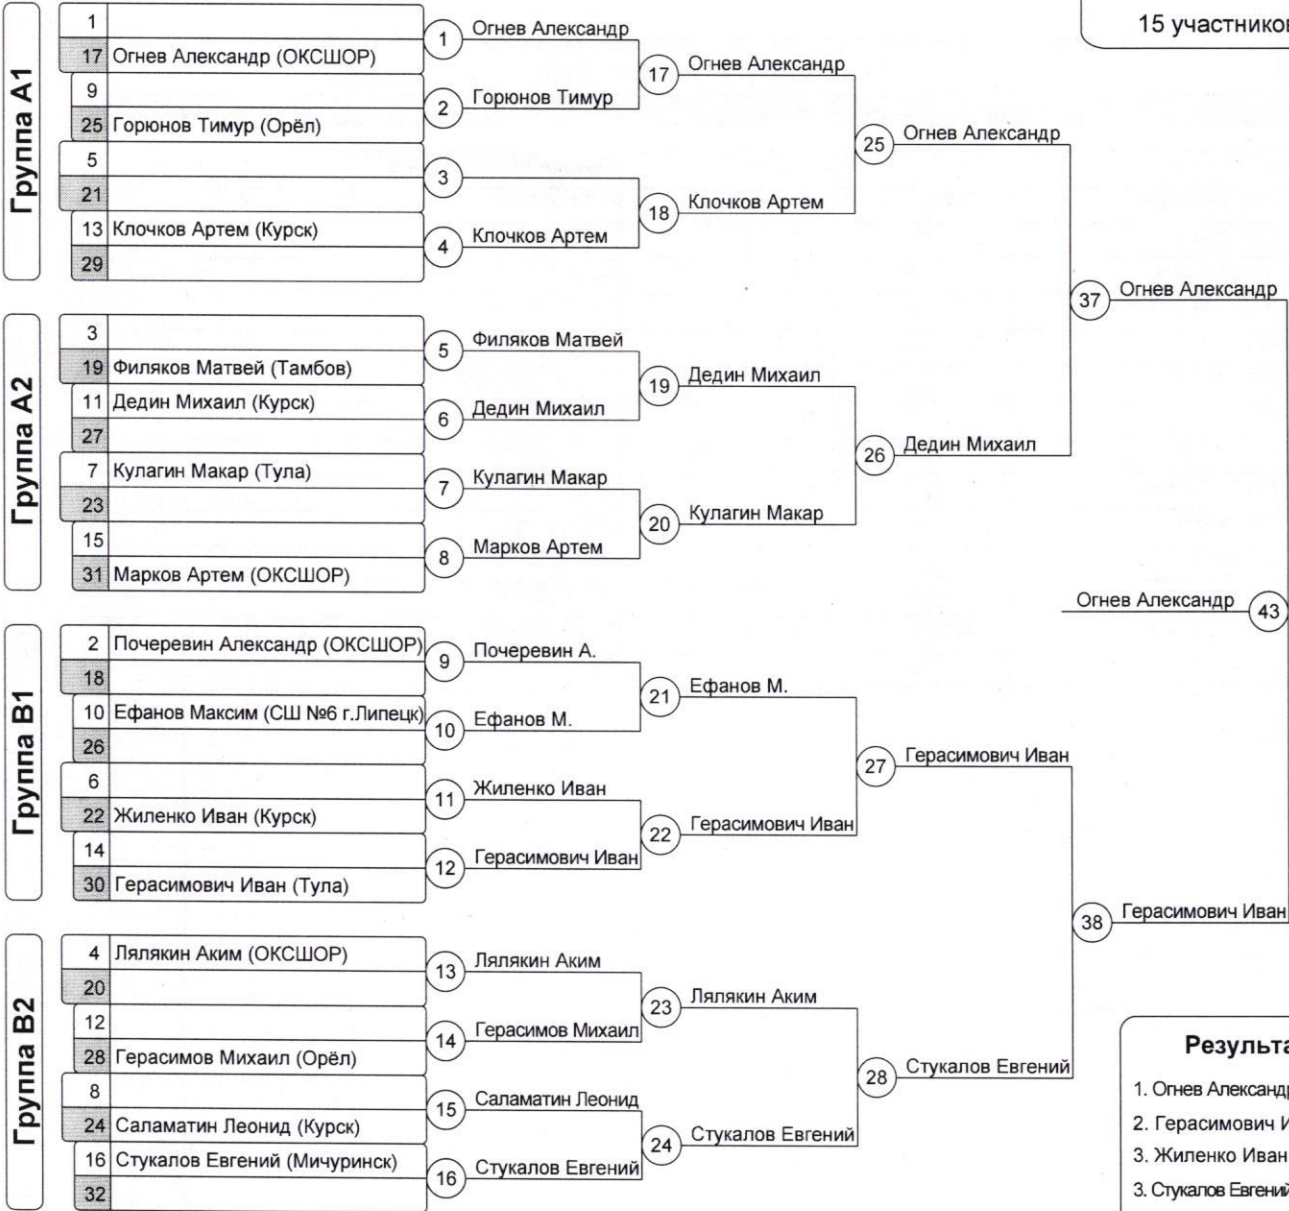 15 участников
Группа A1
1
17 Огнев Александр (ОКСШОР)
9
25 Горюнов Тимур (Орёл)
5
21
13 Клочков Артем (Курск)
29
1 Огнев Александр
2 Горюнов Тимур
3
4 Клочков Артем
17 Огнев Александр
18 Клочков Артем
25 Огнев Александр
Группа A2
3
19 Филяков Матвей (Тамбов)
11 Дедин Михаил (Курск)
27
7 Кулагин Макар (Тула)
23
15
31 Марков Артем (ОКСШОР)
5 Филяков Матвей
6 Дедин Михаил
7 Кулагин Макар
8 Марков Артем
19 Дедин Михаил
20 Кулагин Макар
26 Дедин Михаил
37 Огнев Александр
Огнев Александр 43
Группа B1
2 Почеревин Александр (ОКСШОР)
18
10 Ефанов Максим (СШ №6 г.Липецк)
26
6
22 Жиленко Иван (Курск)
14
30 Герасимович Иван (Тула)
9 Почеревин А.
10 Ефанов М.
11 Жиленко Иван
12 Герасимович Иван
21 Ефанов М.
22 Герасимович Иван
27 Герасимович Иван
Группа B2
4 Лялякин Аким (ОКСШОР)
20
12
28 Герасимов Михаил (Орёл)
8
24 Саламатин Леонид (Курск)
16 Стукалов Евгений (Мичуринск)
32
13 Лялякин Аким
14 Герасимов Михаил
15 Саламатин Леонид
16 Стукалов Евгений
23 Лялякин Аким
24 Стукалов Евгений
28 Стукалов Евгений
38 Герасимович Иван
Результа
1. Огнев Александр
2. Герасимович И
3. Жиленко Иван
3. Стукалов Евгений